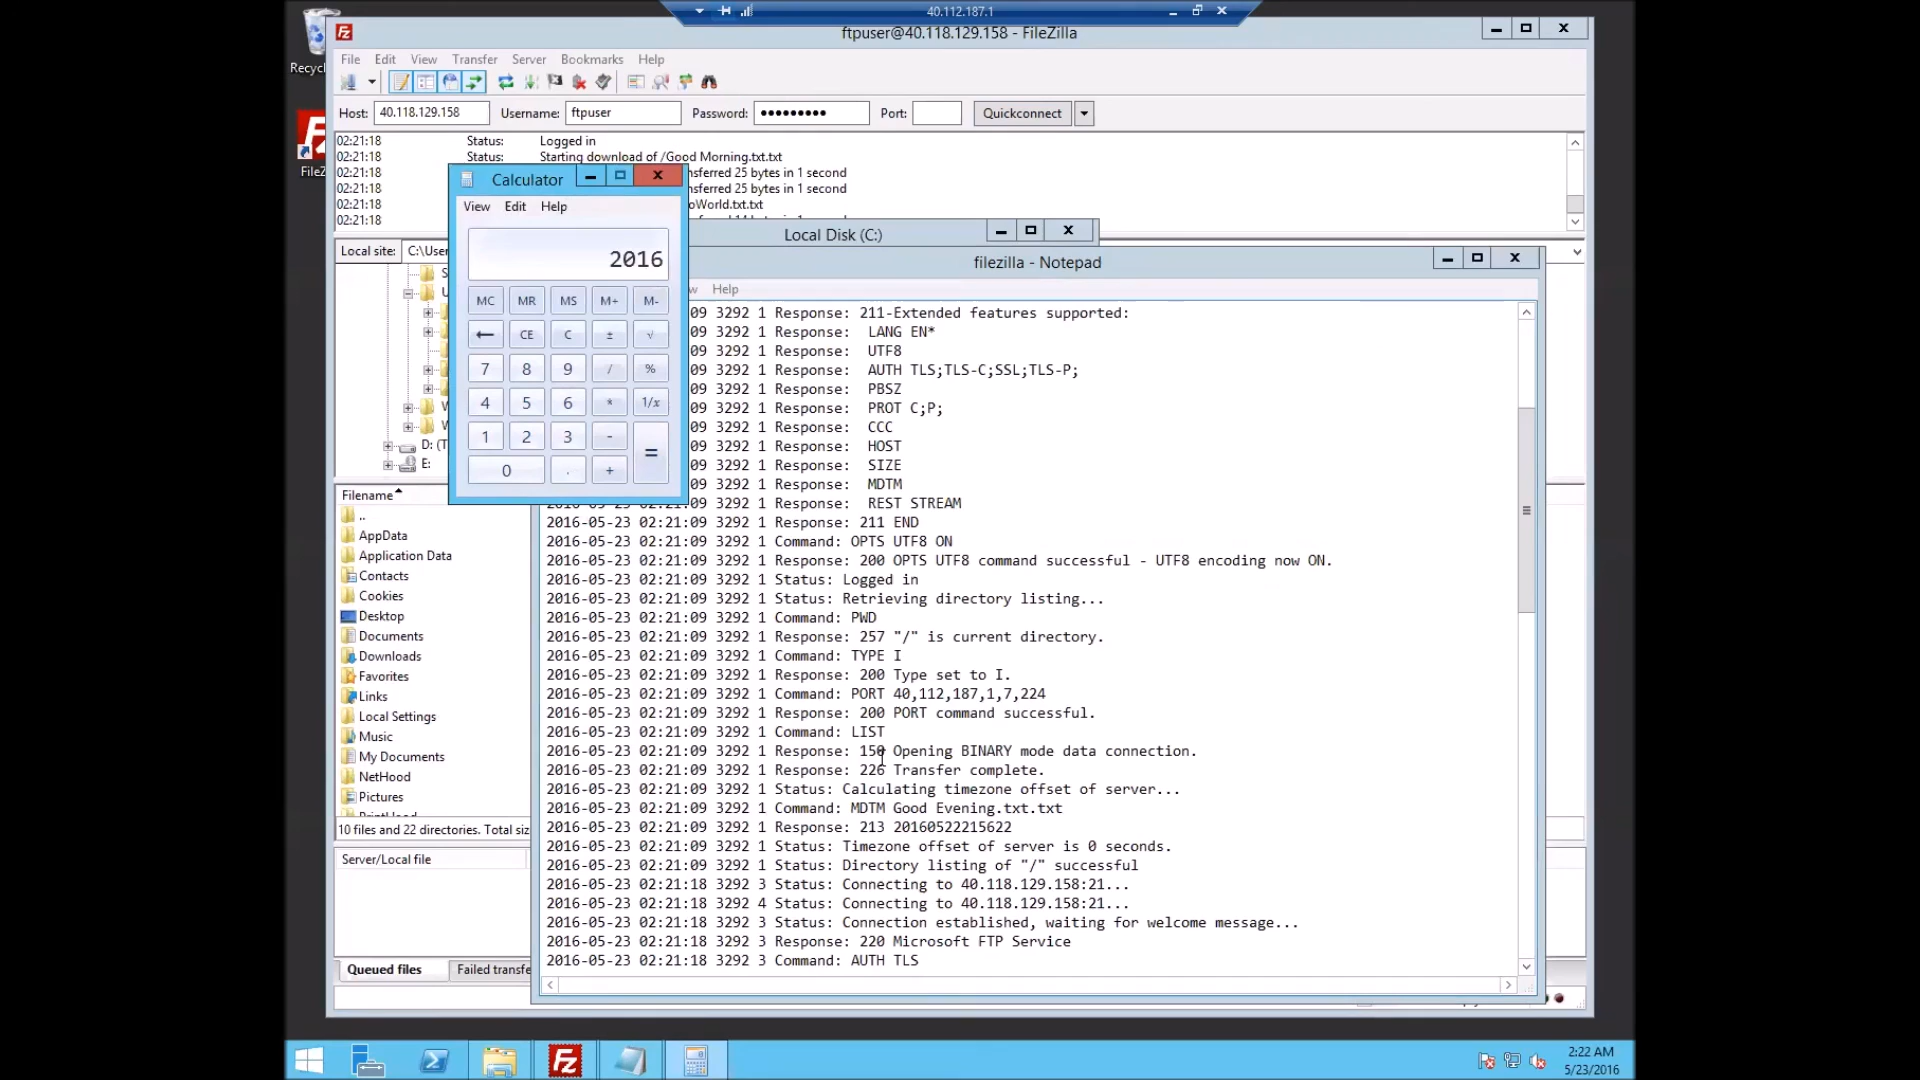 40.112.187.1
ftpuser@40.118.129.158 - FileZilla
File Edit View Transfer Server Bookmarks Help
Host: 40.118.129.158 Username: ftpuser Password: ●●●●●●●●● Port: Quickconnect
02:21:18 Status: Logged in
02:21:18 Status: Starting download of /Good Morning.txt.txt
02:21:18 nsferred 25 bytes in 1 second
02:21:18 nsferred 25 bytes in 1 second
02:21:18 oWorld.txt.txt
02:21:18
Calculator
View Edit Help
2016
MC MR MS M+ M-
← CE C ± √
7 8 9 / %
4 5 6 * 1/x
1 2 3 - =
0 . +
Local Disk (C:)
Local site: C:\User
D: (T
E:
filezilla - Notepad
w Help
09 3292 1 Response: 211-Extended features supported:
09 3292 1 Response:  LANG EN*
09 3292 1 Response:  UTF8
09 3292 1 Response:  AUTH TLS;TLS-C;SSL;TLS-P;
09 3292 1 Response:  PBSZ
09 3292 1 Response:  PROT C;P;
09 3292 1 Response:  CCC
09 3292 1 Response:  HOST
09 3292 1 Response:  SIZE
09 3292 1 Response:  MDTM
2016-05-23 02:21:09 3292 1 Response:  REST STREAM
2016-05-23 02:21:09 3292 1 Response: 211 END
2016-05-23 02:21:09 3292 1 Command: OPTS UTF8 ON
2016-05-23 02:21:09 3292 1 Response: 200 OPTS UTF8 command successful - UTF8 encoding now ON.
2016-05-23 02:21:09 3292 1 Status: Logged in
2016-05-23 02:21:09 3292 1 Status: Retrieving directory listing...
2016-05-23 02:21:09 3292 1 Command: PWD
2016-05-23 02:21:09 3292 1 Response: 257 "/" is current directory.
2016-05-23 02:21:09 3292 1 Command: TYPE I
2016-05-23 02:21:09 3292 1 Response: 200 Type set to I.
2016-05-23 02:21:09 3292 1 Command: PORT 40,112,187,1,7,224
2016-05-23 02:21:09 3292 1 Response: 200 PORT command successful.
2016-05-23 02:21:09 3292 1 Command: LIST
2016-05-23 02:21:09 3292 1 Response: 150 Opening BINARY mode data connection.
2016-05-23 02:21:09 3292 1 Response: 226 Transfer complete.
2016-05-23 02:21:09 3292 1 Status: Calculating timezone offset of server...
2016-05-23 02:21:09 3292 1 Command: MDTM Good Evening.txt.txt
2016-05-23 02:21:09 3292 1 Response: 213 20160522215622
2016-05-23 02:21:09 3292 1 Status: Timezone offset of server is 0 seconds.
2016-05-23 02:21:09 3292 1 Status: Directory listing of "/" successful
2016-05-23 02:21:18 3292 3 Status: Connecting to 40.118.129.158:21...
2016-05-23 02:21:18 3292 4 Status: Connecting to 40.118.129.158:21...
2016-05-23 02:21:18 3292 3 Status: Connection established, waiting for welcome message...
2016-05-23 02:21:18 3292 3 Response: 220 Microsoft FTP Service
2016-05-23 02:21:18 3292 3 Command: AUTH TLS
Filename
..
AppData
Application Data
Contacts
Cookies
Desktop
Documents
Downloads
Favorites
Links
Local Settings
Music
My Documents
NetHood
Pictures
10 files and 22 directories. Total siz
Server/Local file
Queued files Failed transfe
Recycl
FileZ
2:22 AM
5/23/2016